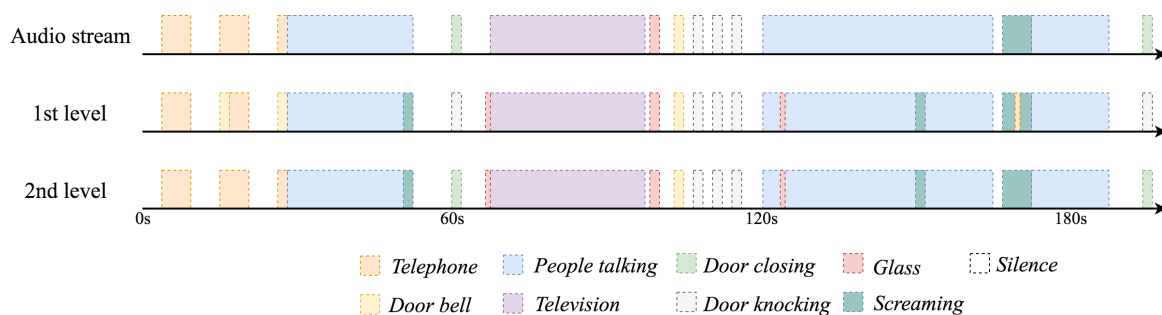 Audio stream
1st level
2nd level
0s 60s 120s 180s
Telephone People talking Door closing Glass Silence
Door bell Television Door knocking Screaming